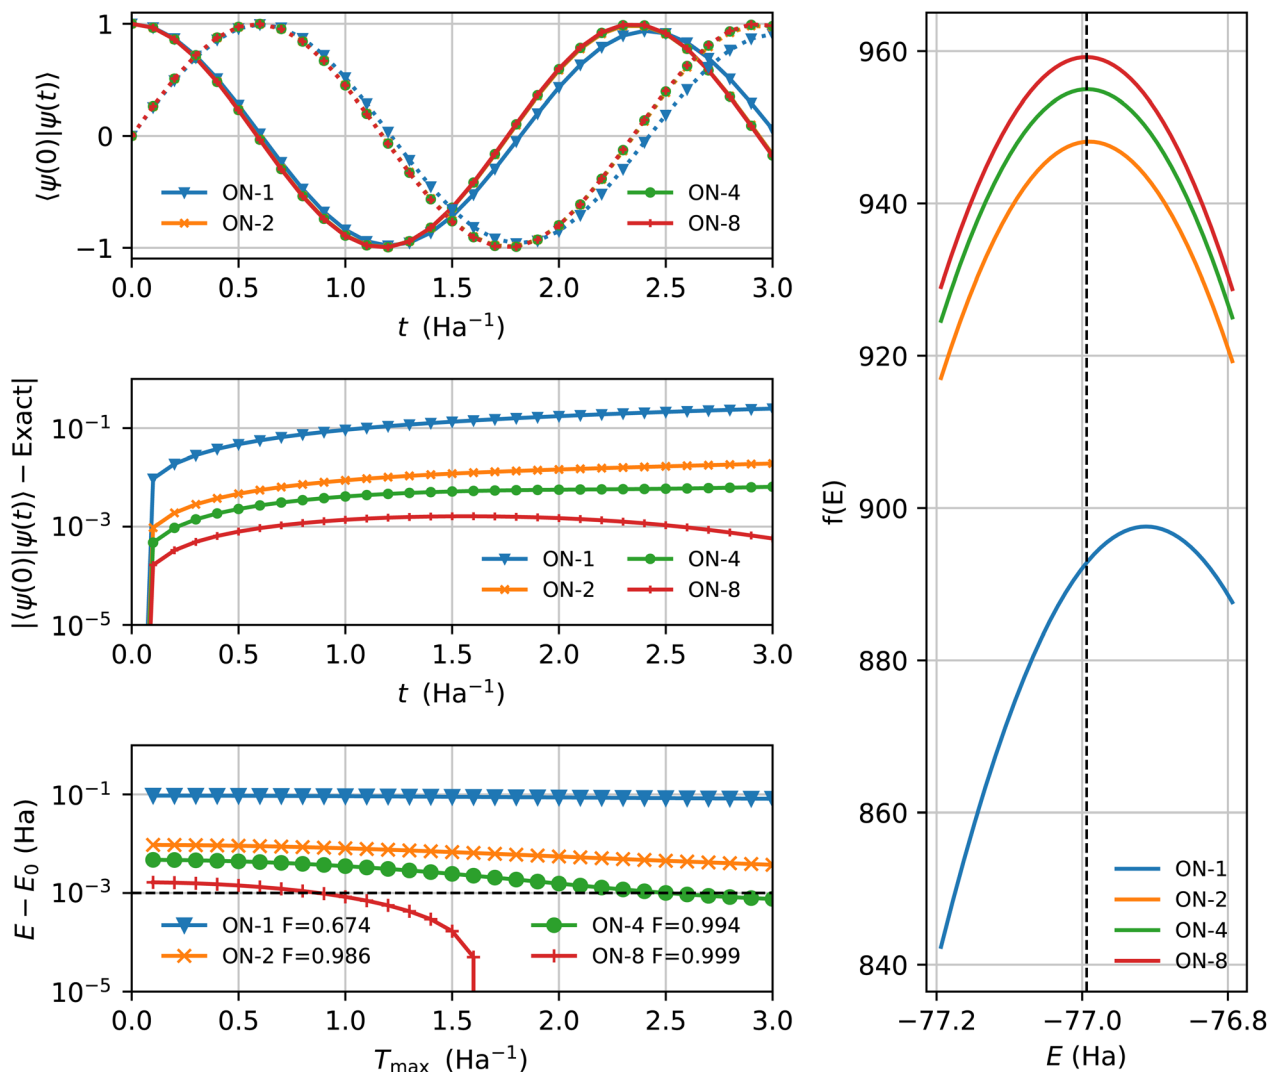 ⟨ψ(0)|ψ(t)⟩
1
0
−1
ON-1
ON-2
ON-4
ON-8
0.0 0.5 1.0 1.5 2.0 2.5 3.0
t (Ha⁻¹)
|⟨ψ(0)|ψ(t)⟩ − Exact|
10⁻¹
10⁻³
10⁻⁵
ON-1
ON-2
ON-4
ON-8
0.0 0.5 1.0 1.5 2.0 2.5 3.0
t (Ha⁻¹)
E − E₀ (Ha)
10⁻¹
10⁻³
10⁻⁵
ON-1 F=0.674
ON-2 F=0.986
ON-4 F=0.994
ON-8 F=0.999
0.0 0.5 1.0 1.5 2.0 2.5 3.0
Tₘₐₓ (Ha⁻¹)
f(E)
960
940
920
900
880
860
840
ON-1
ON-2
ON-4
ON-8
−77.2 −77.0 −76.8
E (Ha)